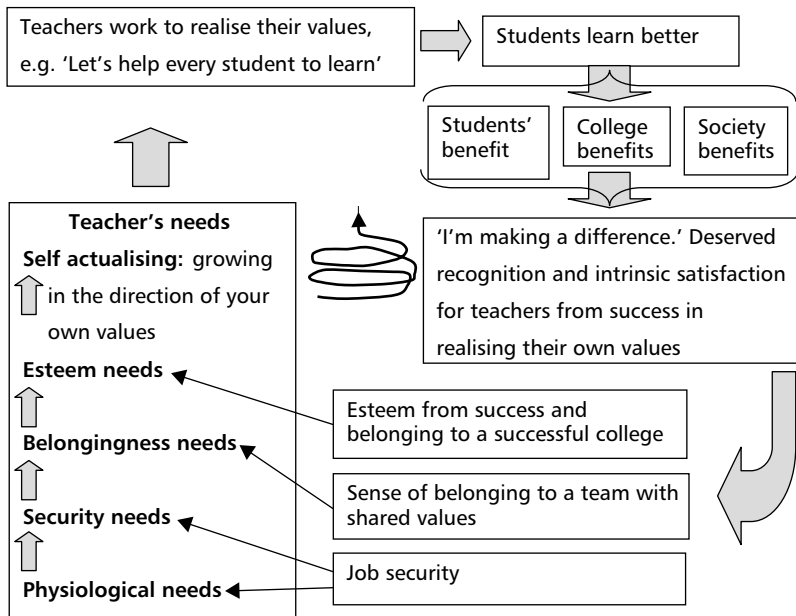 Teachers work to realise their values,
e.g. ‘Let’s help every student to learn’
Students learn better
Students’
benefit
College
benefits
Society
benefits
‘I’m making a difference.’ Deserved
recognition and intrinsic satisfaction
for teachers from success in
realising their own values
Teacher’s needs
Self actualising: growing
in the direction of your
own values
Esteem needs
Belongingness needs
Security needs
Physiological needs
Esteem from success and
belonging to a successful college
Sense of belonging to a team with
shared values
Job security